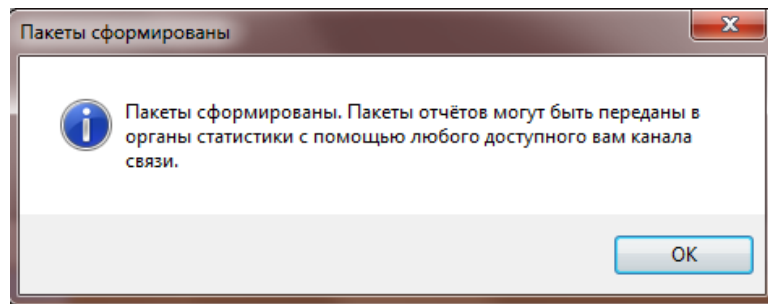 Пакеты сформированы
Пакеты сформированы. Пакеты отчётов могут быть переданы в
органы статистики с помощью любого доступного вам канала
связи.
OK